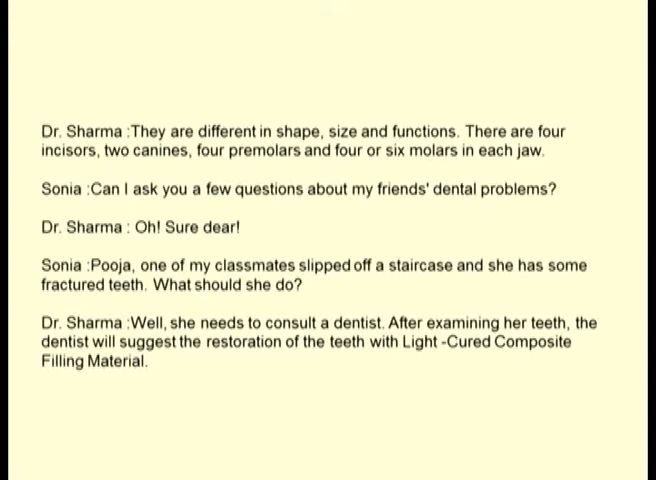 Dr. Sharma :They are different in shape, size and functions. There are four
incisors, two canines, four premolars and four or six molars in each jaw.
Sonia :Can I ask you a few questions about my friends' dental problems?
Dr. Sharma : Oh! Sure dear!
Sonia :Pooja, one of my classmates slipped off a staircase and she has some
fractured teeth. What should she do?
Dr. Sharma :Well, she needs to consult a dentist. After examining her teeth, the
dentist will suggest the restoration of the teeth with Light -Cured Composite
Filling Material.